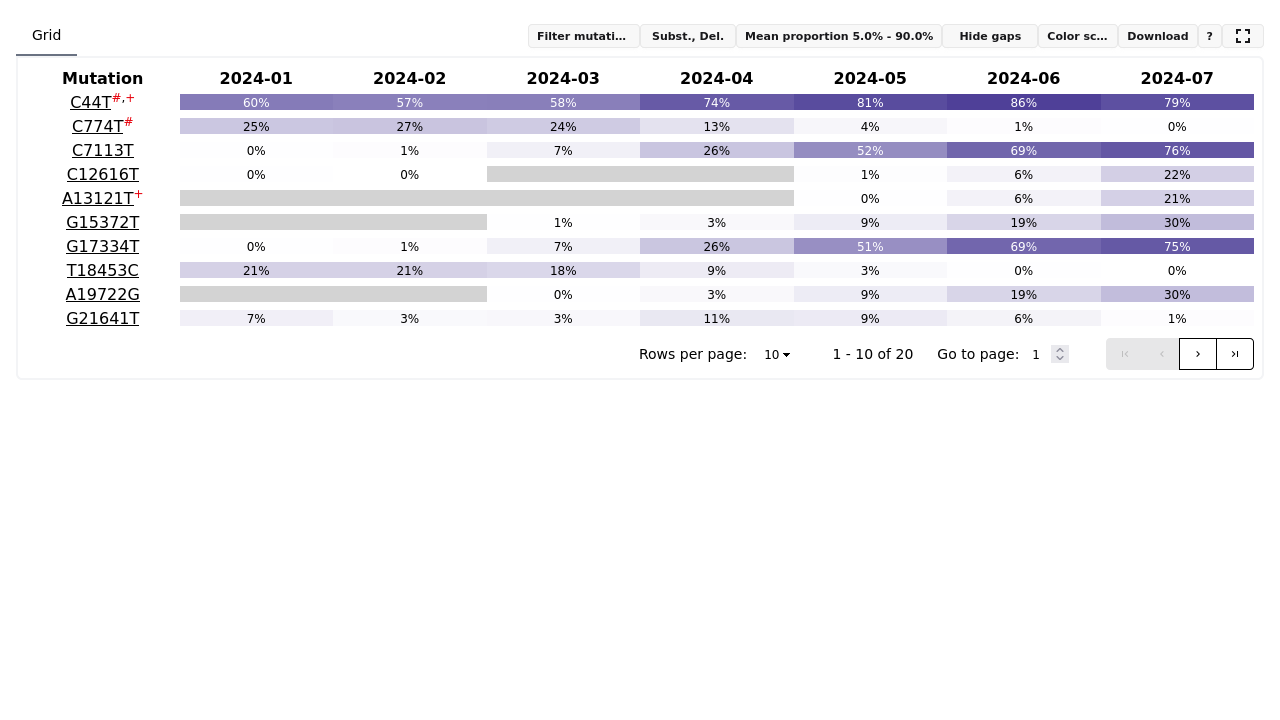 Grid Filter mutati… Subst., Del. Mean proportion 5.0% - 90.0% Hide gaps Color sc… Download ?
Mutation 2024-01 2024-02 2024-03 2024-04 2024-05 2024-06 2024-07
C44T#,+ 60% 57% 58% 74% 81% 86% 79%
C774T# 25% 27% 24% 13% 4% 1% 0%
C7113T 0% 1% 7% 26% 52% 69% 76%
C12616T 0% 0% 1% 6% 22%
A13121T+ 0% 6% 21%
G15372T 1% 3% 9% 19% 30%
G17334T 0% 1% 7% 26% 51% 69% 75%
T18453C 21% 21% 18% 9% 3% 0% 0%
A19722G 0% 3% 9% 19% 30%
G21641T 7% 3% 3% 11% 9% 6% 1%
Rows per page: 10 1 - 10 of 20 Go to page: 1